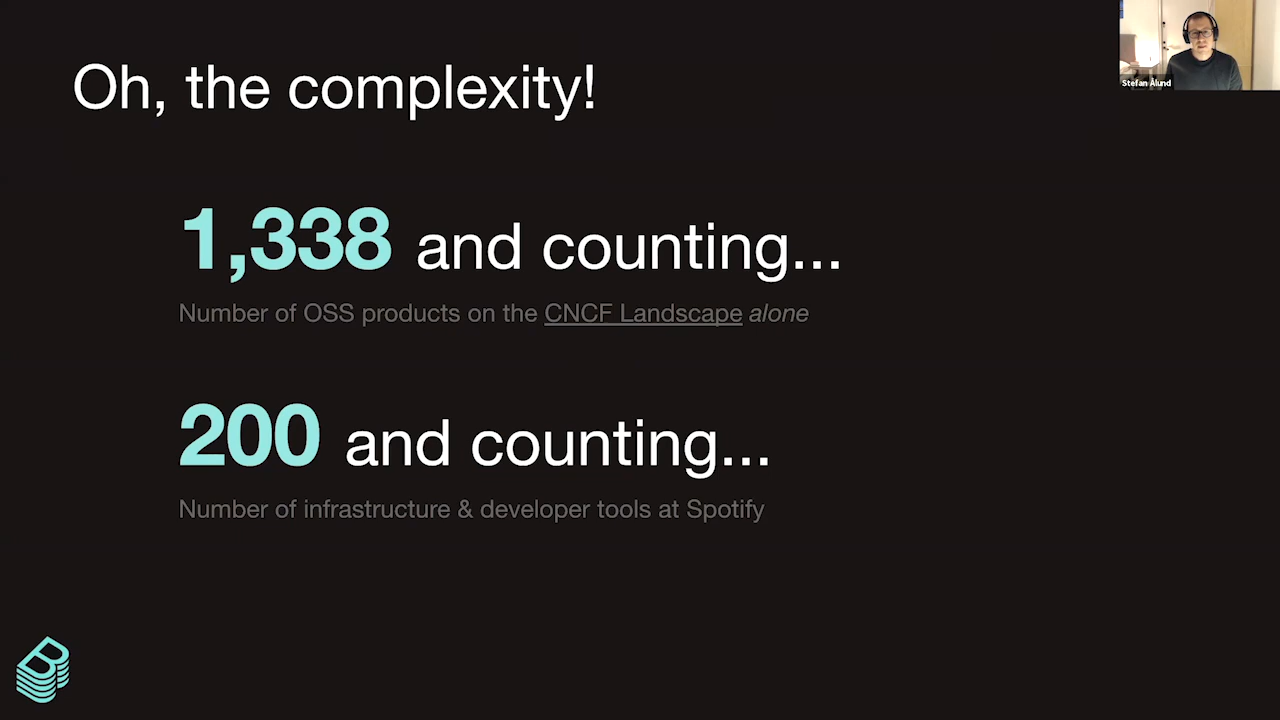 Oh, the complexity!
Stefan Ålund
1,338 and counting...
Number of OSS products on the CNCF Landscape alone
200 and counting...
Number of infrastructure & developer tools at Spotify